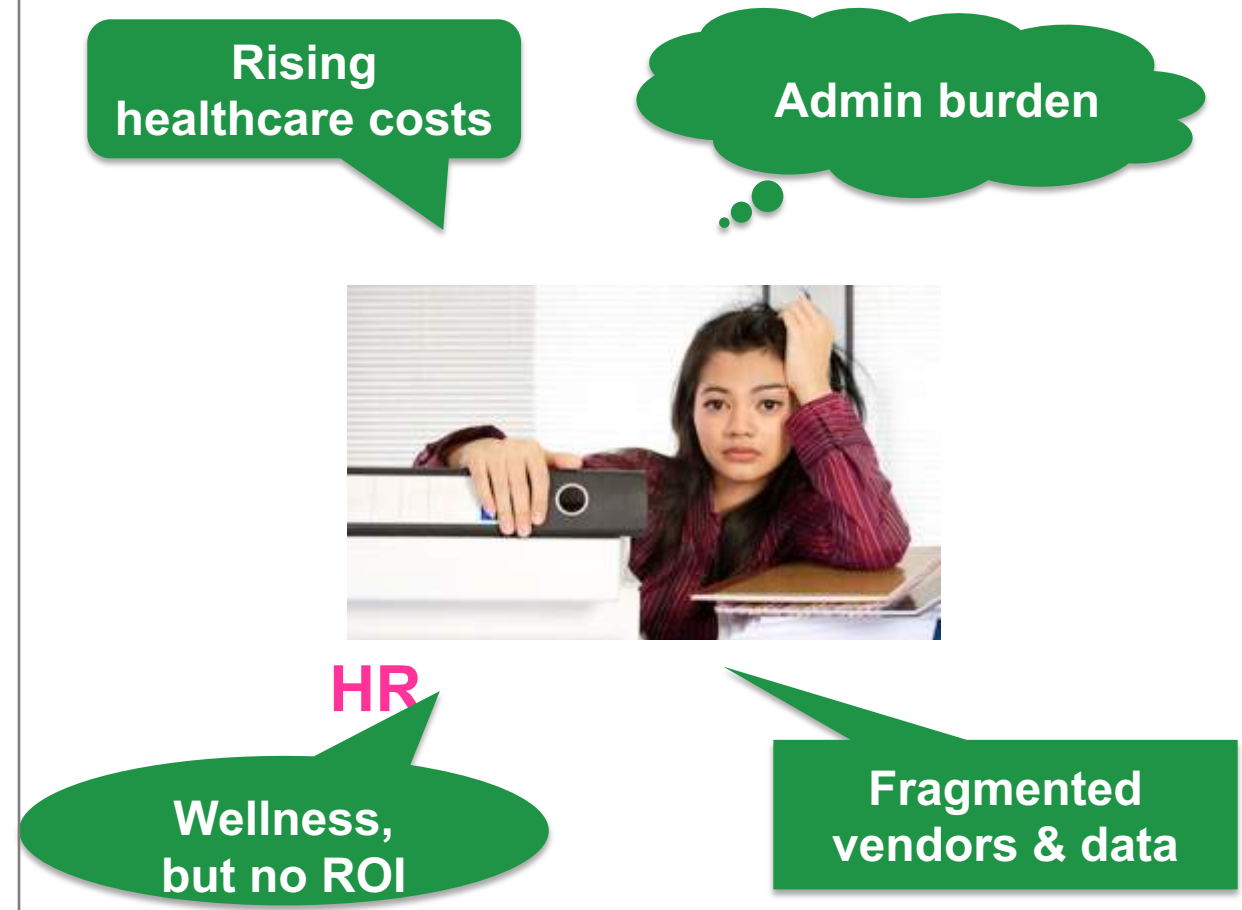 Rising
healthcare costs
Admin burden
HR
Wellness,
but no ROI
Fragmented
vendors & data